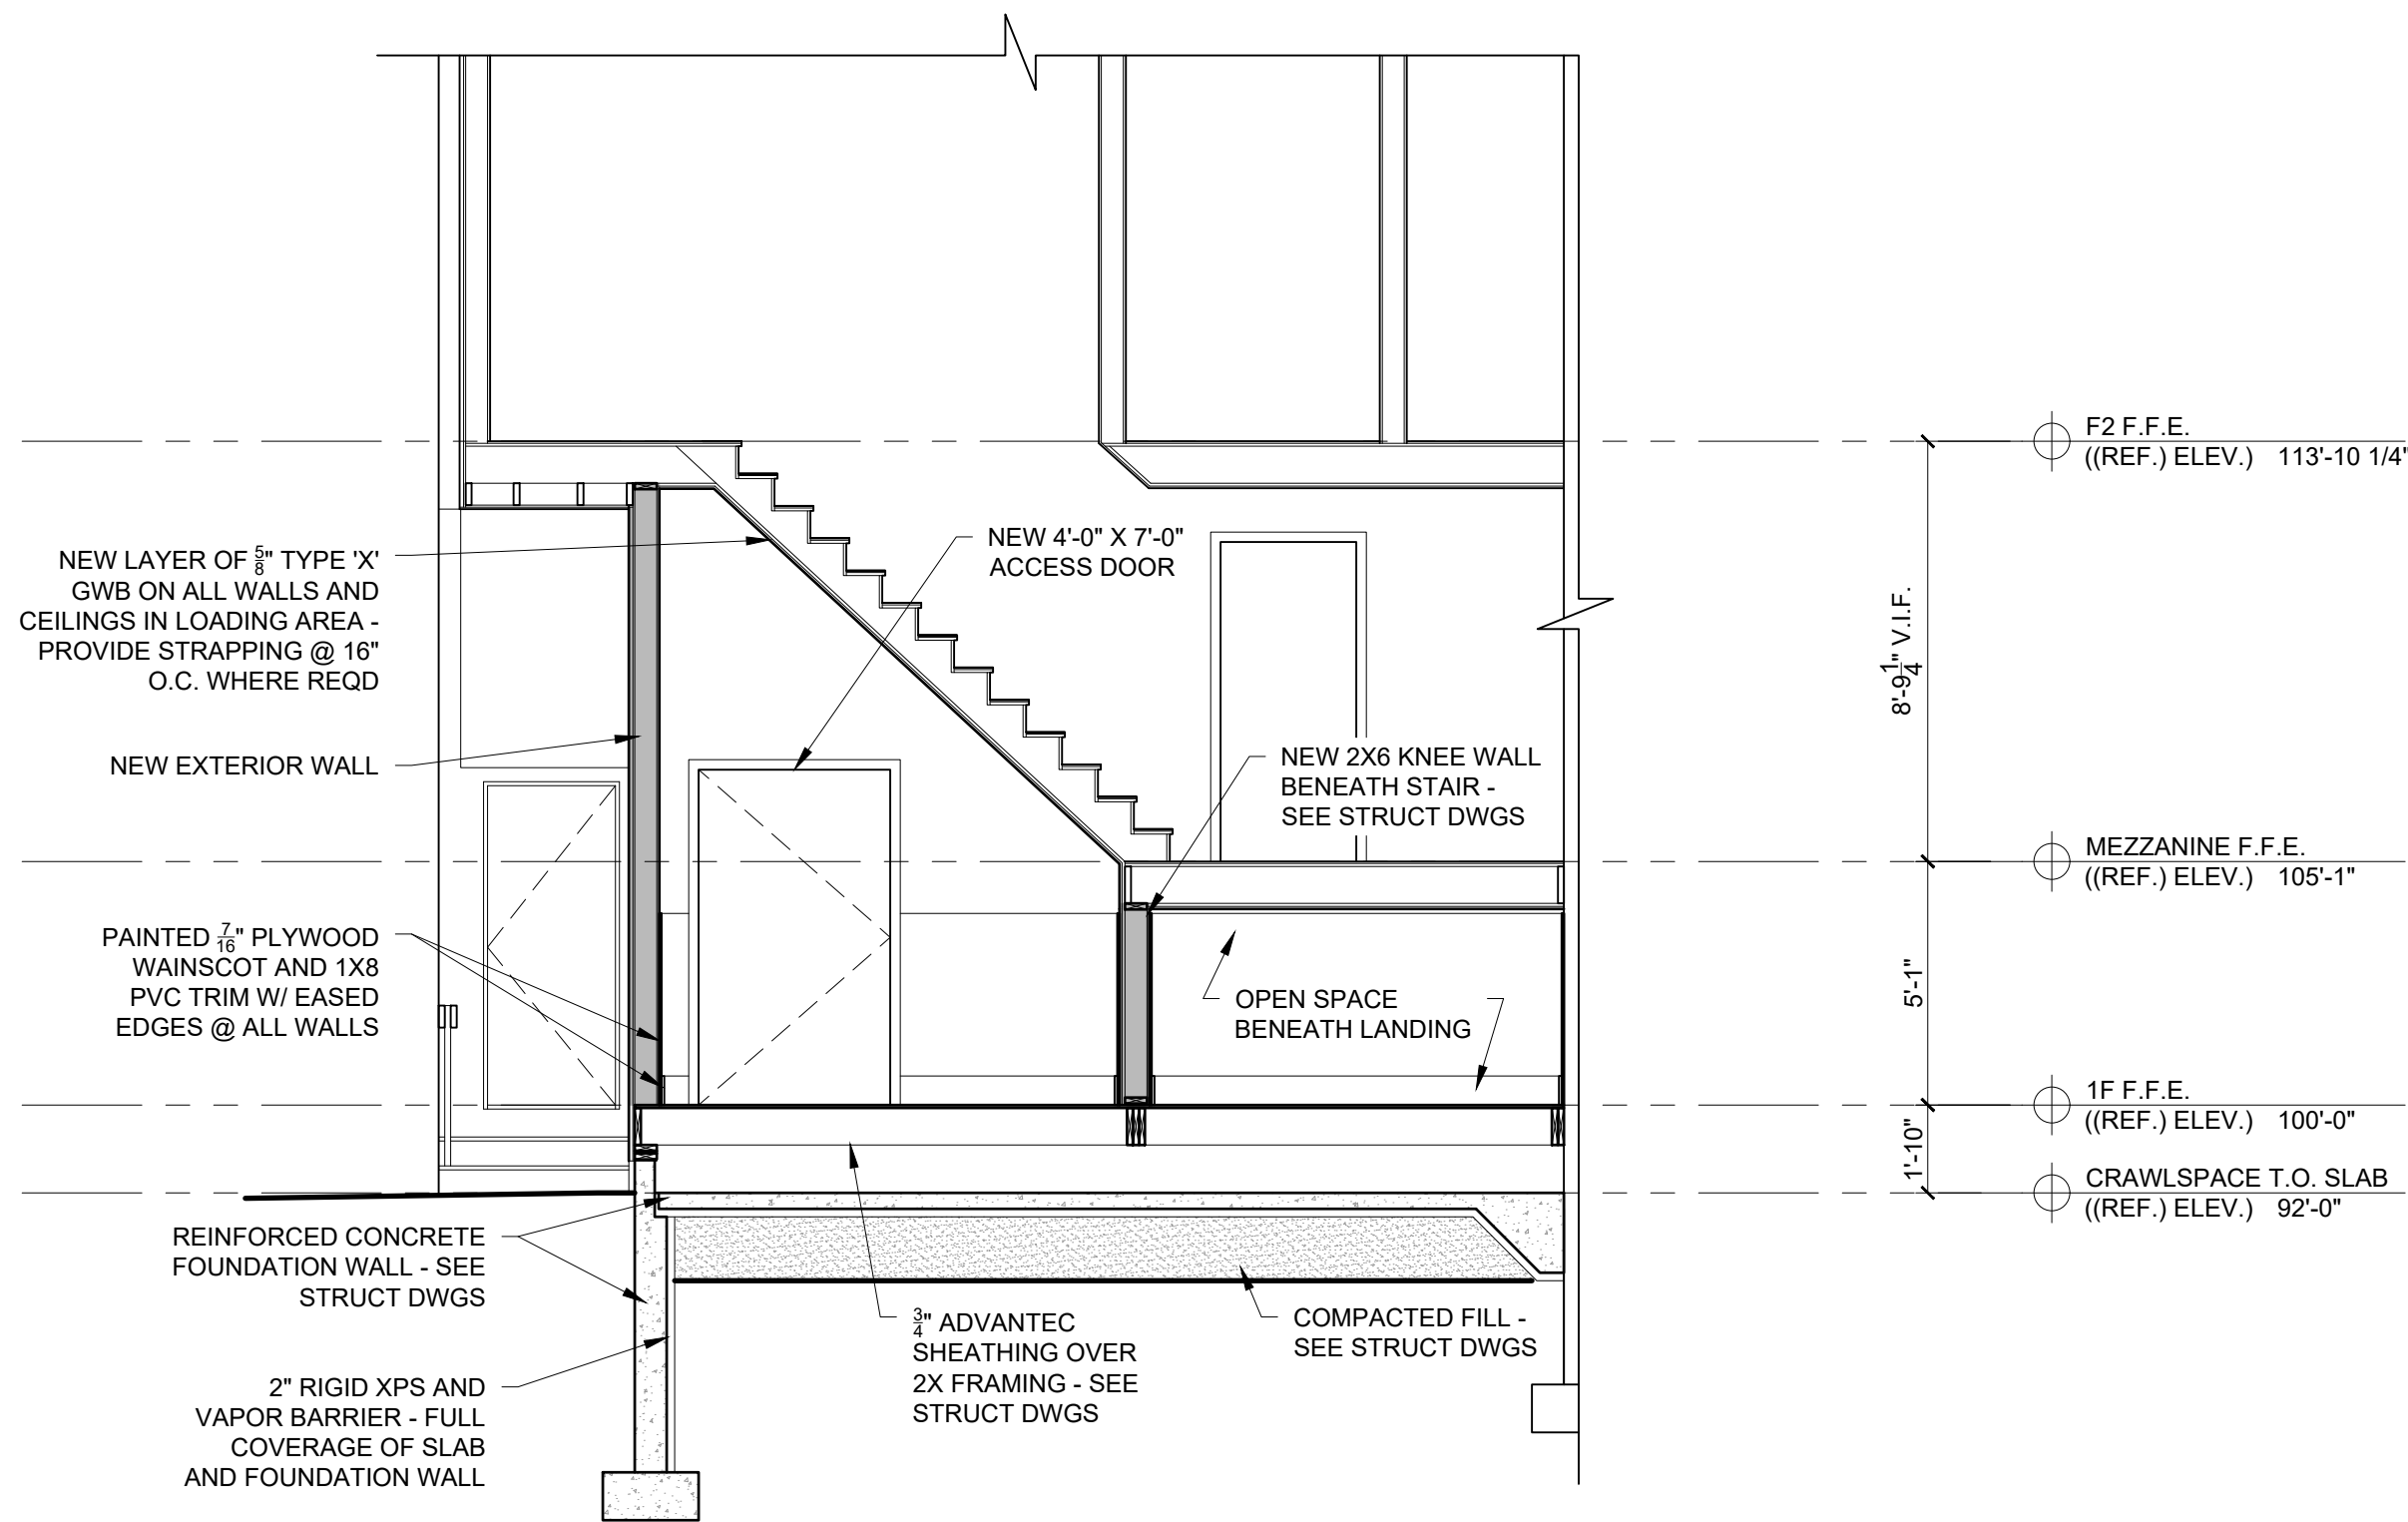 F2 F.F.E.
((REF.) ELEV.) 113'-10 1/4"
NEW LAYER OF 5/8" TYPE 'X'
GWB ON ALL WALLS AND
CEILINGS IN LOADING AREA -
PROVIDE STRAPPING @ 16"
O.C. WHERE REQD
NEW 4'-0" X 7'-0"
ACCESS DOOR
8'-9 1/4" V.I.F.
NEW EXTERIOR WALL
NEW 2X6 KNEE WALL
BENEATH STAIR -
SEE STRUCT DWGS
MEZZANINE F.F.E.
((REF.) ELEV.) 105'-1"
PAINTED 7/16" PLYWOOD
WAINSCOT AND 1X8
PVC TRIM W/ EASED
EDGES @ ALL WALLS
OPEN SPACE
BENEATH LANDING
5'-1"
1F F.F.E.
((REF.) ELEV.) 100'-0"
1'-10"
CRAWLSPACE T.O. SLAB
((REF.) ELEV.) 92'-0"
REINFORCED CONCRETE
FOUNDATION WALL - SEE
STRUCT DWGS
2" RIGID XPS AND
VAPOR BARRIER - FULL
COVERAGE OF SLAB
AND FOUNDATION WALL
3/4" ADVANTEC
SHEATHING OVER
2X FRAMING - SEE
STRUCT DWGS
COMPACTED FILL -
SEE STRUCT DWGS